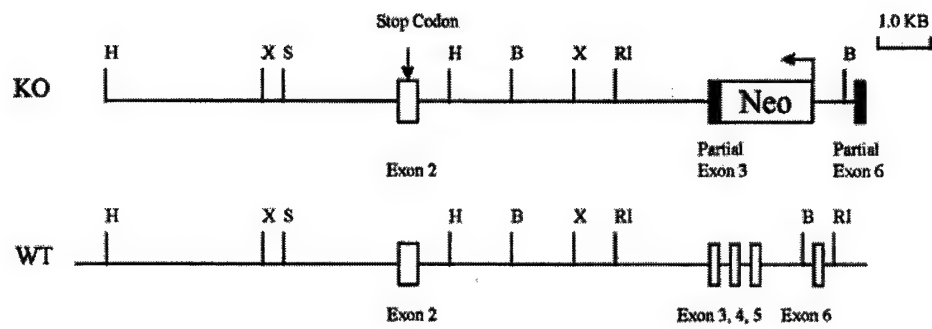 Stop Codon
1.0 KB
H X S H B X RI B
KO
Neo
Exon 2
Partial
Exon 3
Partial
Exon 6
H X S H B X RI B RI
WT
Exon 2
Exon 3, 4, 5
Exon 6